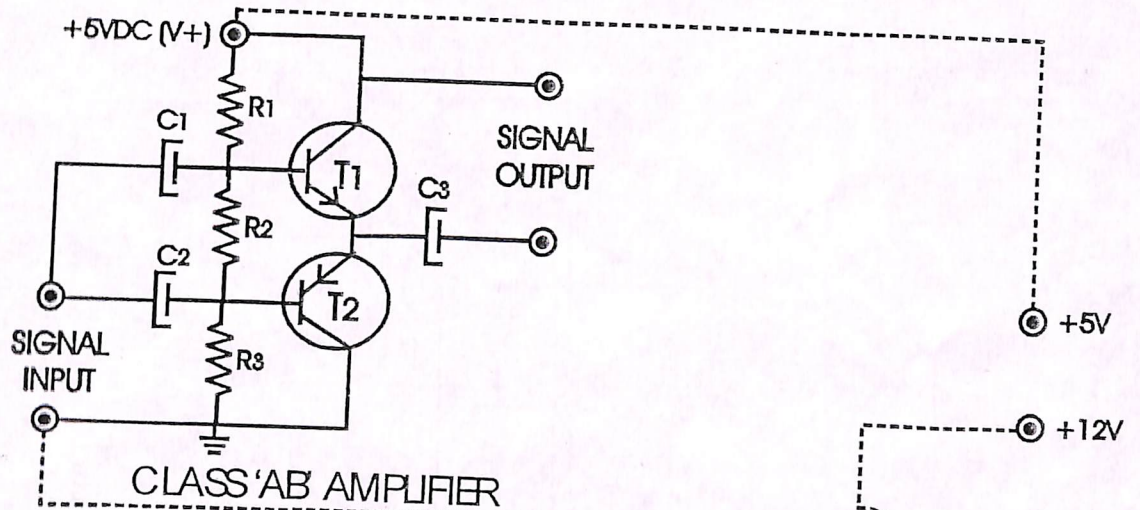 +5VDC (V+)
R1
C1
SIGNAL
OUTPUT
T1
C3
R2
C2
T2
SIGNAL
INPUT
R3
+5V
+12V
CLASS 'AB' AMPLIFIER